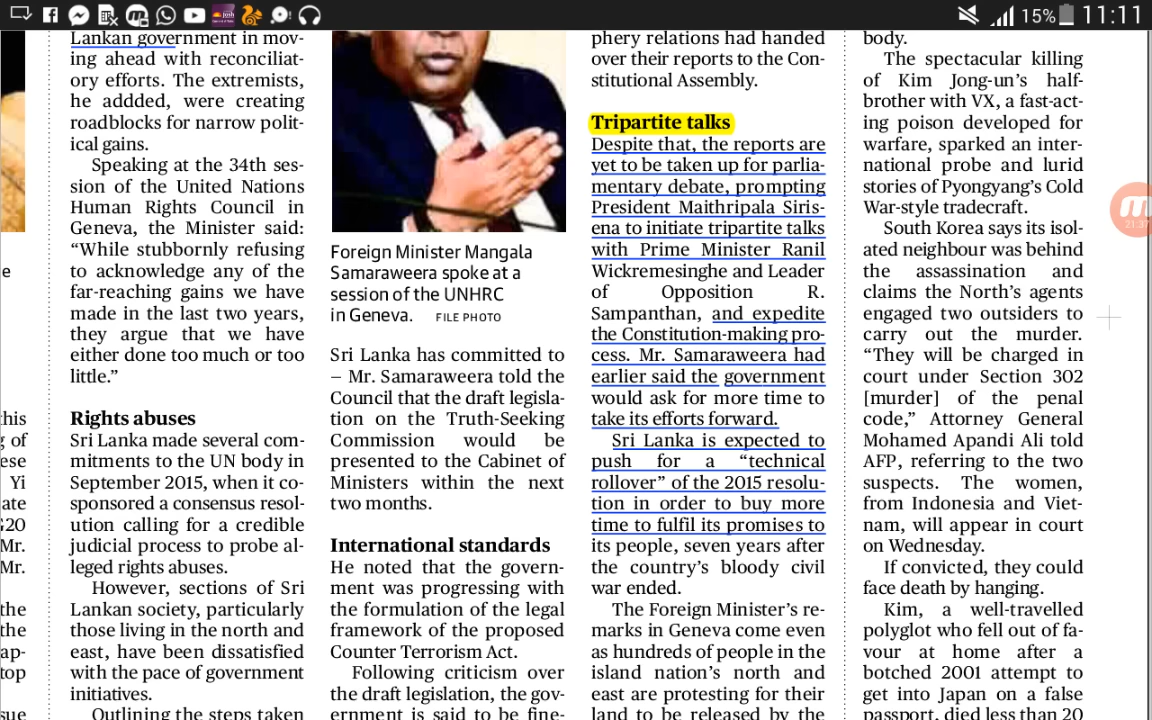 15% 11:11
e
this
g of
ese
Yi
ate
G20
Mr.
Mr.
the
the
ap-
top
sue
Lankan government in mov-
ing ahead with reconciliat-
ory efforts. The extremists,
he addded, were creating
roadblocks for narrow polit-
ical gains.
Speaking at the 34th ses-
sion of the United Nations
Human Rights Council in
Geneva, the Minister said:
“While stubbornly refusing
to acknowledge any of the
far-reaching gains we have
made in the last two years,
they argue that we have
either done too much or too
little.”
Rights abuses
Sri Lanka made several com-
mitments to the UN body in
September 2015, when it co-
sponsored a consensus resol-
ution calling for a credible
judicial process to probe al-
leged rights abuses.
However, sections of Sri
Lankan society, particularly
those living in the north and
east, have been dissatisfied
with the pace of government
initiatives.
Outlining the steps taken
Foreign Minister Mangala
Samaraweera spoke at a
session of the UNHRC
in Geneva. FILE PHOTO
Sri Lanka has committed to
– Mr. Samaraweera told the
Council that the draft legisla-
tion on the Truth-Seeking
Commission would be
presented to the Cabinet of
Ministers within the next
two months.
International standards
He noted that the govern-
ment was progressing with
the formulation of the legal
framework of the proposed
Counter Terrorism Act.
Following criticism over
the draft legislation, the gov-
ernment is said to be fine-
phery relations had handed
over their reports to the Con-
stitutional Assembly.
Tripartite talks
Despite that, the reports are
yet to be taken up for parlia-
mentary debate, prompting
President Maithripala Siris-
ena to initiate tripartite talks
with Prime Minister Ranil
Wickremesinghe and Leader
of Opposition R.
Sampanthan, and expedite
the Constitution-making pro-
cess. Mr. Samaraweera had
earlier said the government
would ask for more time to
take its efforts forward.
Sri Lanka is expected to
push for a “technical
rollover” of the 2015 resolu-
tion in order to buy more
time to fulfil its promises to
its people, seven years after
the country’s bloody civil
war ended.
The Foreign Minister’s re-
marks in Geneva come even
as hundreds of people in the
island nation’s north and
east are protesting for their
land to be released by the
body.
The spectacular killing
of Kim Jong-un’s half-
brother with VX, a fast-act-
ing poison developed for
warfare, sparked an inter-
national probe and lurid
stories of Pyongyang’s Cold
War-style tradecraft.
South Korea says its isol-
ated neighbour was behind
the assassination and
claims the North’s agents
engaged two outsiders to
carry out the murder.
“They will be charged in
court under Section 302
[murder] of the penal
code,” Attorney General
Mohamed Apandi Ali told
AFP, referring to the two
suspects. The women,
from Indonesia and Viet-
nam, will appear in court
on Wednesday.
If convicted, they could
face death by hanging.
Kim, a well-travelled
polyglot who fell out of fa-
vour at home after a
botched 2001 attempt to
get into Japan on a false
passport, died less than 20